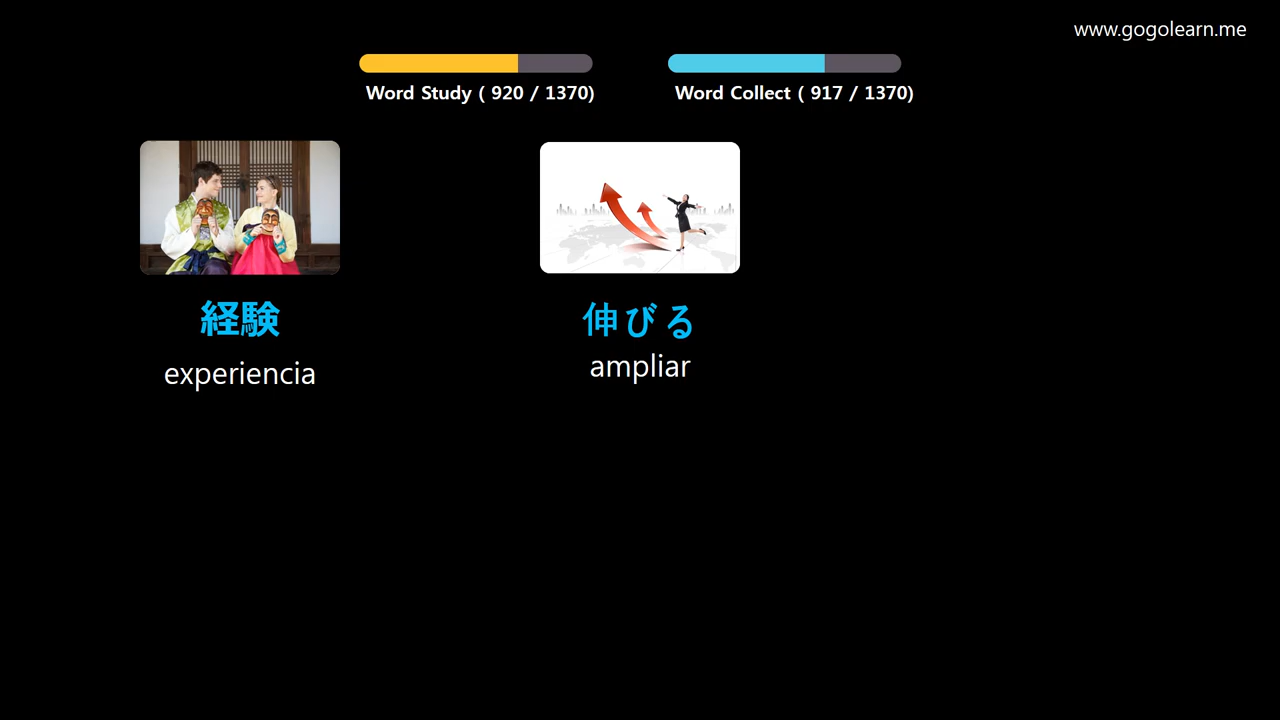 www.gogolearn.me
Word Study ( 920 / 1370)
Word Collect ( 917 / 1370)
経験
experiencia
伸びる
ampliar